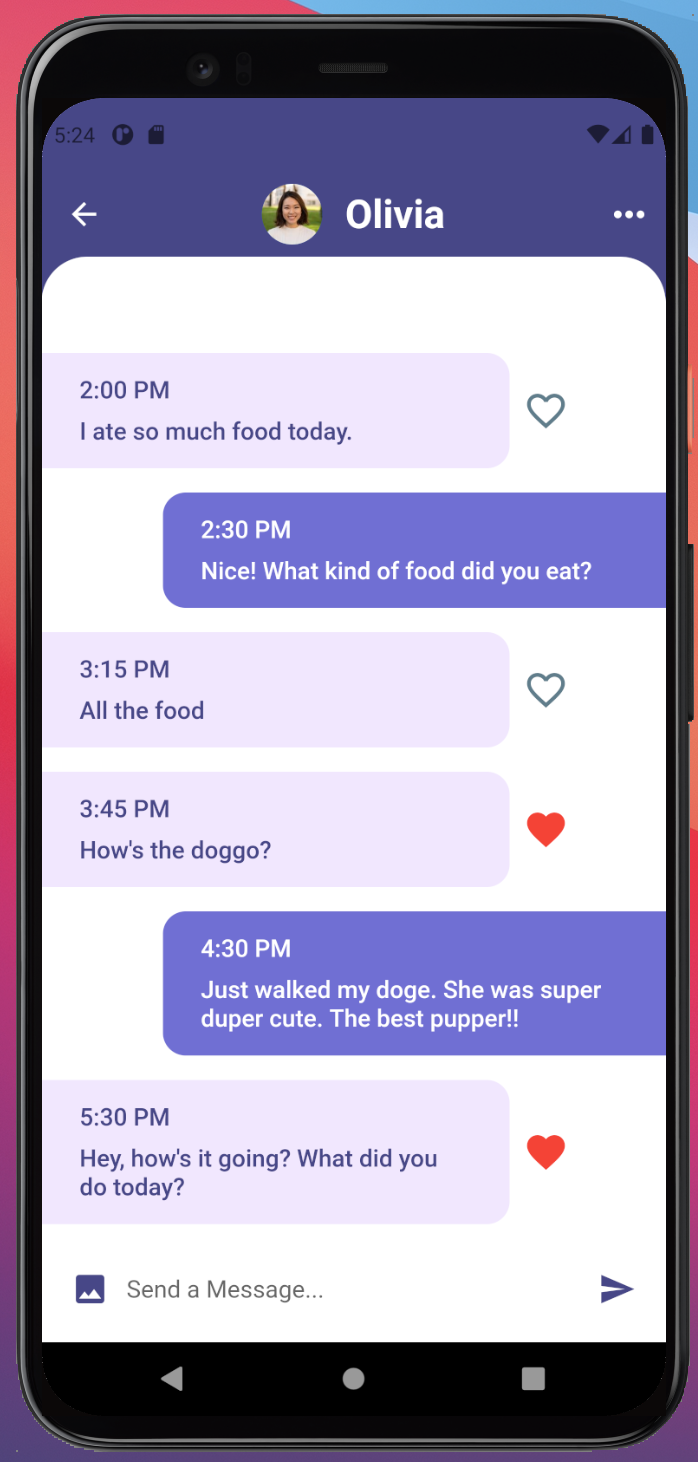 5:24
Olivia
2:00 PM
I ate so much food today.
2:30 PM
Nice! What kind of food did you eat?
3:15 PM
All the food
3:45 PM
How's the doggo?
4:30 PM
Just walked my doge. She was super
duper cute. The best pupper!!
5:30 PM
Hey, how's it going? What did you
do today?
Send a Message...